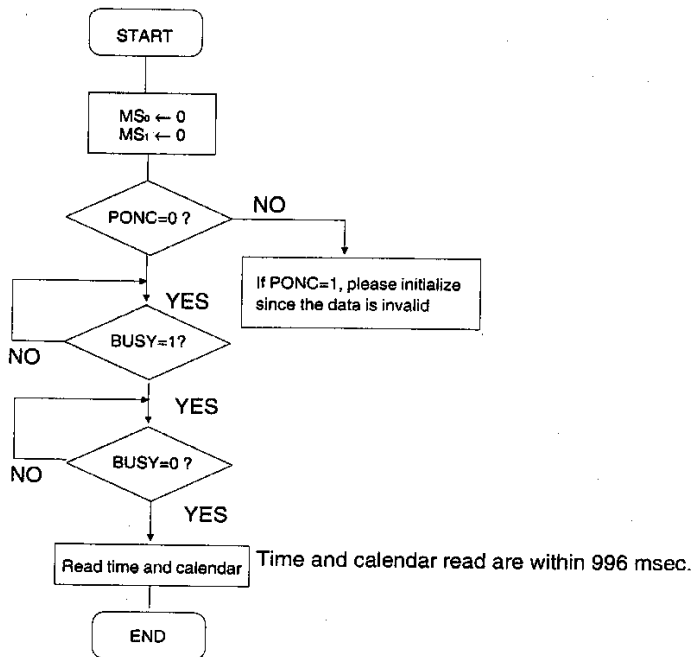 START
MS₀ ← 0
MS₁ ← 0
PONC=0 ?
NO
If PONC=1, please initialize
since the data is invalid
YES
BUSY=1?
NO
YES
BUSY=0 ?
NO
YES
Read time and calendar
Time and calendar read are within 996 msec.
END